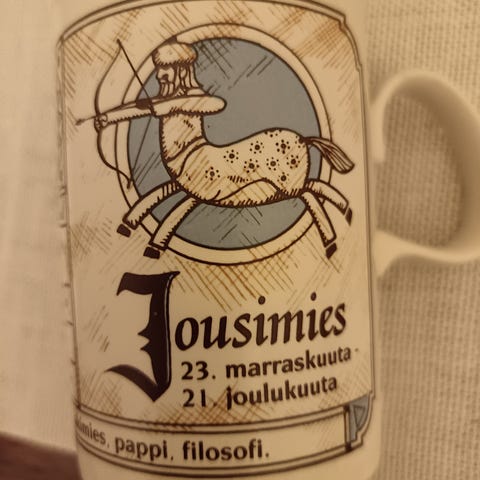 Jousimies
23. marraskuuta -
21. joulukuuta
pappi, filosofi.